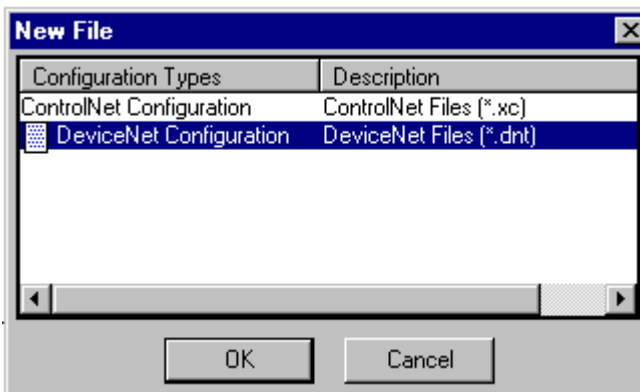 New File
Configuration Types Description
ControlNet Configuration ControlNet Files (*.xc)
DeviceNet Configuration DeviceNet Files (*.dnt)
OK Cancel